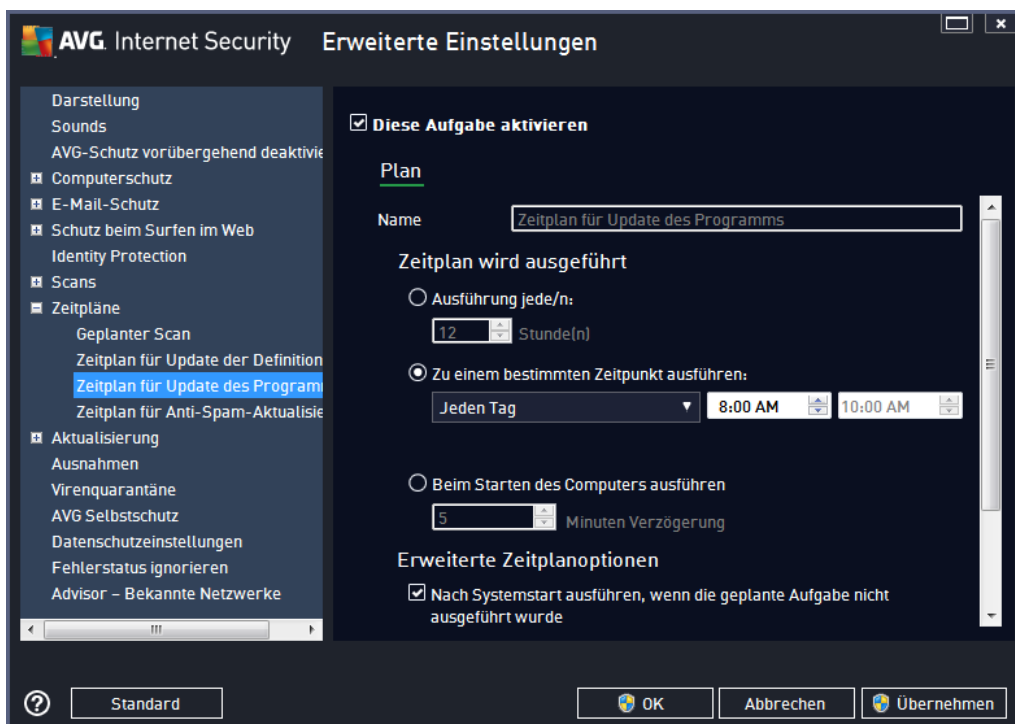 AVG. Internet Security Erweiterte Einstellungen
Darstellung
Sounds
AVG-Schutz vorübergehend deaktivie
Computerschutz
E-Mail-Schutz
Schutz beim Surfen im Web
Identity Protection
Scans
Zeitpläne
Geplanter Scan
Zeitplan für Update der Definition
Zeitplan für Update des Program
Zeitplan für Anti-Spam-Aktualisie
Aktualisierung
Ausnahmen
Virenquarantäne
AVG Selbstschutz
Datenschutzeinstellungen
Fehlerstatus ignorieren
Advisor – Bekannte Netzwerke
Diese Aufgabe aktivieren
Plan
Name Zeitplan für Update des Programms
Zeitplan wird ausgeführt
Ausführung jede/n:
12 Stunde(n)
Zu einem bestimmten Zeitpunkt ausführen:
Jeden Tag 8:00 AM 10:00 AM
Beim Starten des Computers ausführen
5 Minuten Verzögerung
Erweiterte Zeitplanoptionen
Nach Systemstart ausführen, wenn die geplante Aufgabe nicht
ausgeführt wurde
? Standard OK Abbrechen Übernehmen